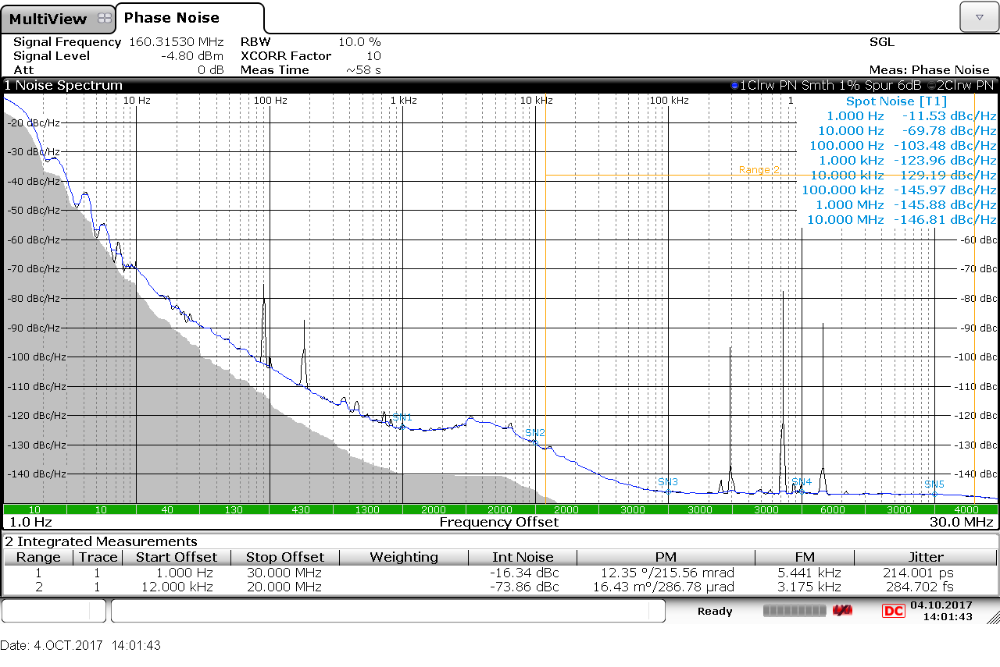 MultiView Phase Noise
Signal Frequency 160.31530 MHz RBW 10.0 % SGL
Signal Level -4.80 dBm XCORR Factor 10
Att 0 dB Meas Time ~58 s Meas: Phase Noise
1 Noise Spectrum 1Clrw PN Smth 1% Spur 6dB 2Clrw PN
10 Hz 100 Hz 1 kHz 10 kHz 100 kHz 1
Spot Noise [T1]
1.000 Hz -11.53 dBc/Hz
10.000 Hz -69.78 dBc/Hz
100.000 Hz -103.48 dBc/Hz
1.000 kHz -123.96 dBc/Hz
10.000 kHz -129.19 dBc/Hz
100.000 kHz -145.97 dBc/Hz
1.000 MHz -145.88 dBc/Hz
10.000 MHz -146.81 dBc/Hz
Range 2
-20 dBc/Hz
-30 dBc/Hz
-40 dBc/Hz
-50 dBc/Hz
-60 dBc/Hz -60 dBc
-70 dBc/Hz -70 dBc
-80 dBc/Hz -80 dBc
-90 dBc/Hz -90 dBc
-100 dBc/Hz -100 dBc
-110 dBc/Hz -110 dBc
-120 dBc/Hz -120 dBc
-130 dBc/Hz -130 dBc
-140 dBc/Hz -140 dBc
SN1 SN2 SN3 SN4 SN5
10 10 40 130 430 1300 2000 2000 2000 3000 3000 3000 6000 3000 4000
1.0 Hz Frequency Offset 30.0 MHz
2 Integrated Measurements
Range Trace Start Offset Stop Offset Weighting Int Noise PM FM Jitter
1 1 1.000 Hz 30.000 MHz -16.34 dBc 12.35 °/215.56 mrad 5.441 kHz 214.001 ps
2 1 12.000 kHz 20.000 MHz -73.86 dBc 16.43 m°/286.78 µrad 3.175 kHz 284.702 fs
Ready DC 04.10.2017
14:01:43
Date: 4.OCT.2017 14:01:43